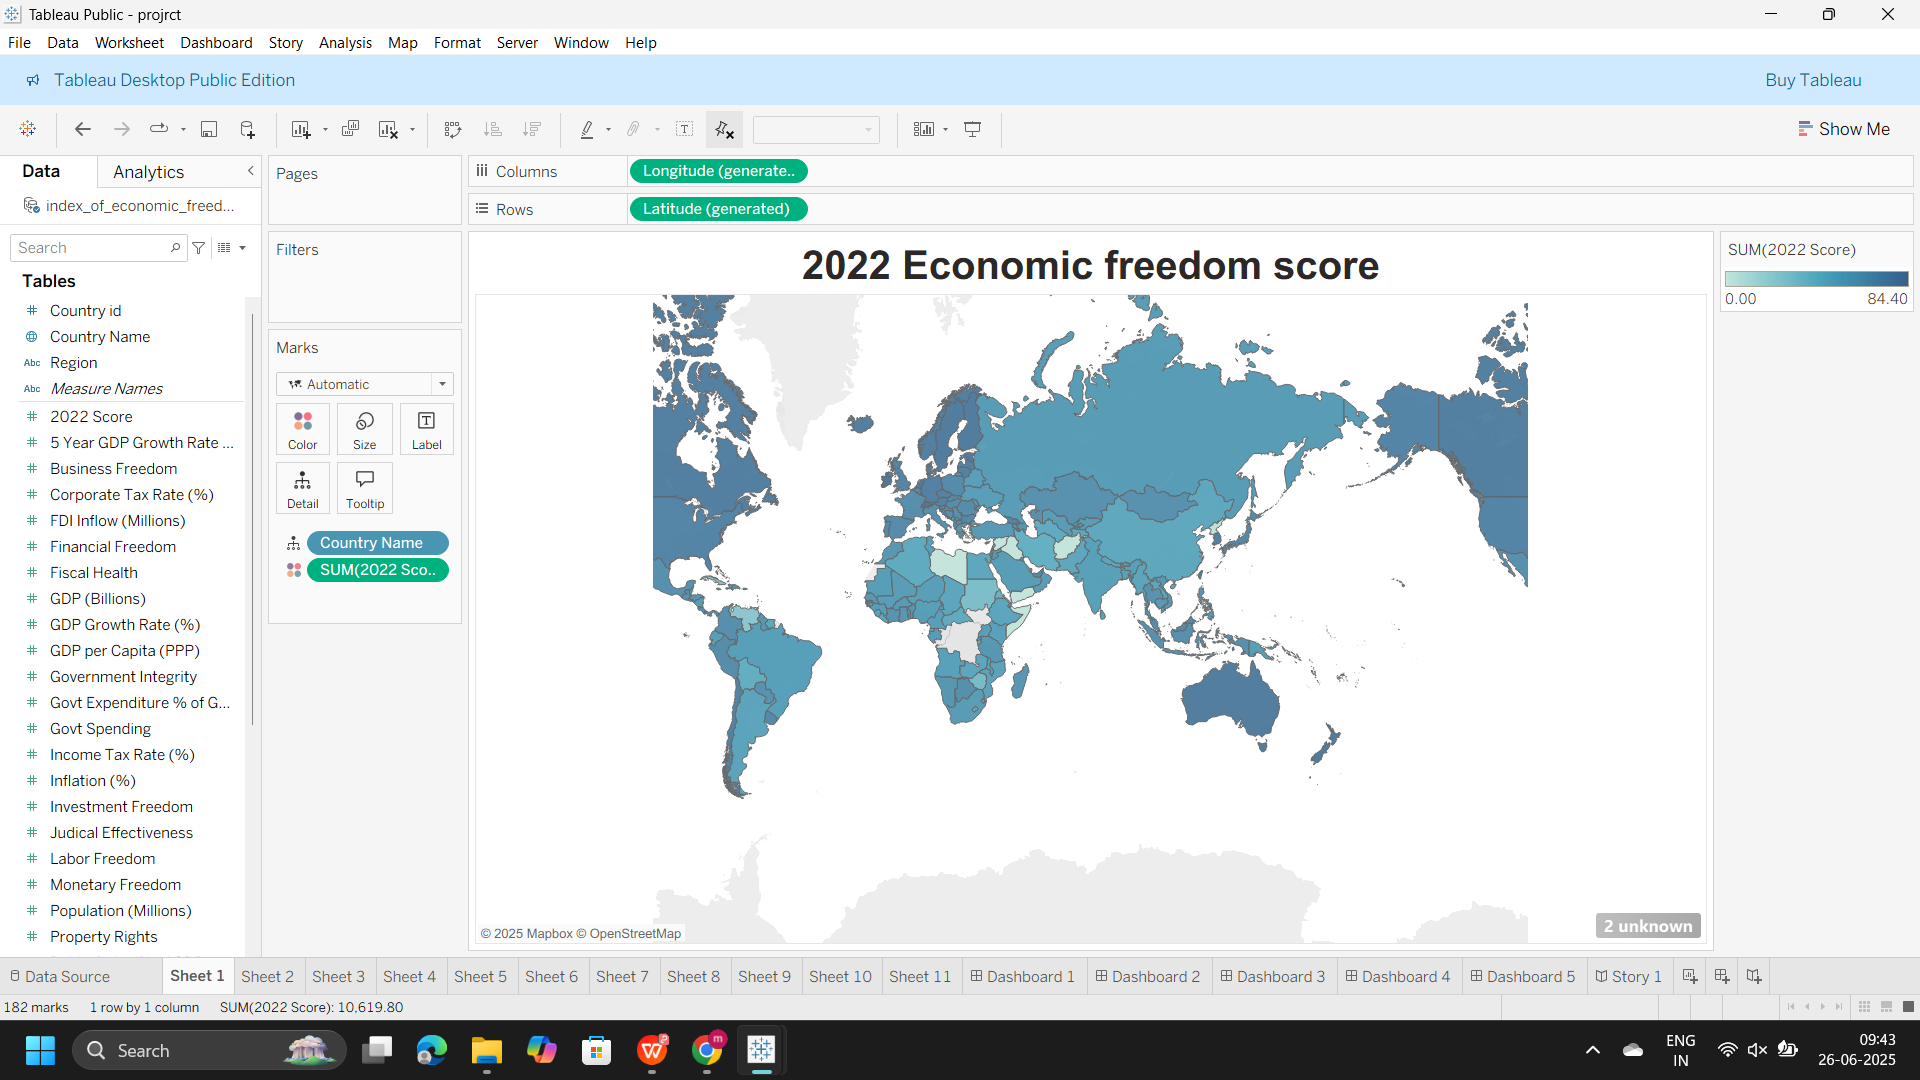 Tableau Public - projrct
File Data Worksheet Dashboard Story Analysis Map Format Server Window Help
Tableau Desktop Public Edition
Buy Tableau
Show Me
Data
Analytics
index_of_economic_freed...
Search
Tables
Country id
Country Name
Abc Region
Abc Measure Names
2022 Score
5 Year GDP Growth Rate ...
Business Freedom
Corporate Tax Rate (%)
FDI Inflow (Millions)
Financial Freedom
Fiscal Health
GDP (Billions)
GDP Growth Rate (%)
GDP per Capita (PPP)
Government Integrity
Govt Expenditure % of G...
Govt Spending
Income Tax Rate (%)
Inflation (%)
Investment Freedom
Judical Effectiveness
Labor Freedom
Monetary Freedom
Population (Millions)
Property Rights
Pages
Filters
Marks
Automatic
Color Size Label
Detail Tooltip
Country Name
SUM(2022 Sco..
Columns Longitude (generate..
Rows Latitude (generated)
2022 Economic freedom score
© 2025 Mapbox © OpenStreetMap
2 unknown
SUM(2022 Score)
0.00 84.40
Data Source Sheet 1 Sheet 2 Sheet 3 Sheet 4 Sheet 5 Sheet 6 Sheet 7 Sheet 8 Sheet 9 Sheet 10 Sheet 11 Dashboard 1 Dashboard 2 Dashboard 3 Dashboard 4 Dashboard 5 Story 1
182 marks 1 row by 1 column SUM(2022 Score): 10,619.80
Search
ENG
IN
09:43
26-06-2025